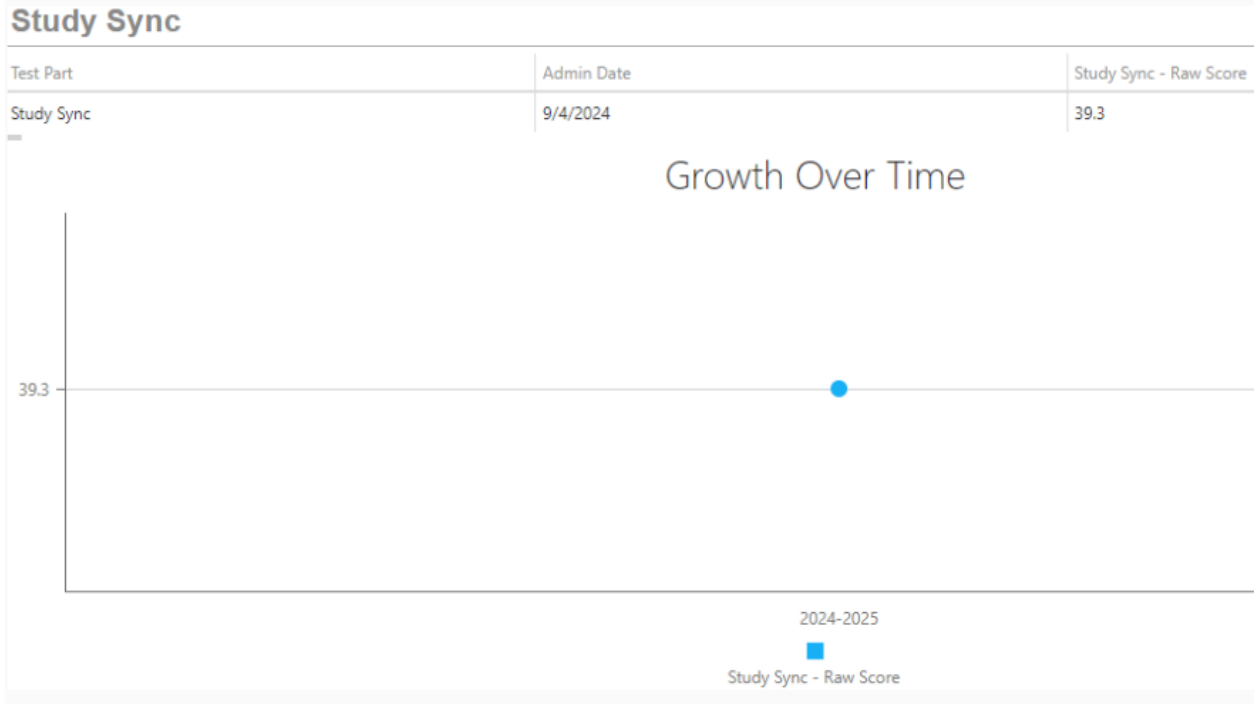 Study Sync
Test Part Admin Date Study Sync - Raw Score
Study Sync 9/4/2024 39.3
Growth Over Time
39.3
2024-2025
Study Sync - Raw Score